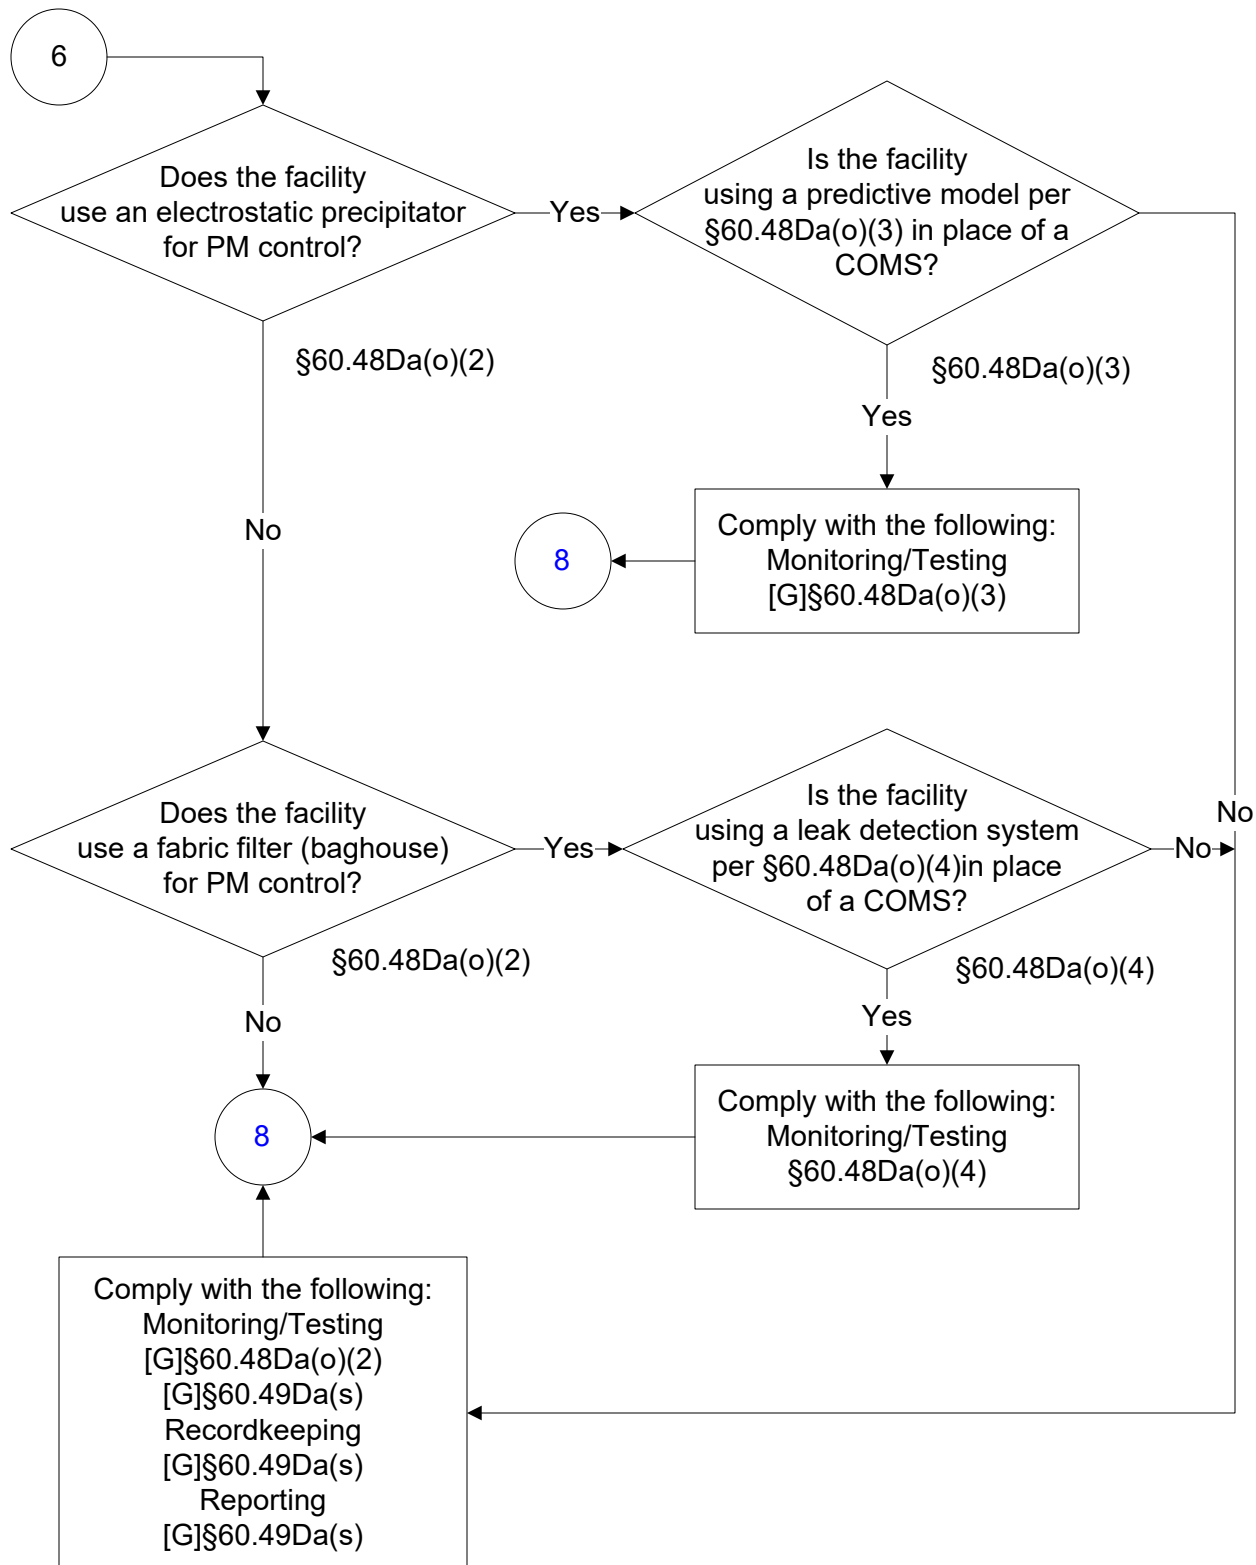 6
Does the facility
use an electrostatic precipitator
for PM control?
Yes
Is the facility
using a predictive model per
§60.48Da(o)(3) in place of a
COMS?
§60.48Da(o)(2)
§60.48Da(o)(3)
Yes
No
8
Comply with the following:
Monitoring/Testing
[G]§60.48Da(o)(3)
No
Does the facility
use a fabric filter (baghouse)
for PM control?
Yes
Is the facility
using a leak detection system
per §60.48Da(o)(4)in place
of a COMS?
No
§60.48Da(o)(2)
§60.48Da(o)(4)
No
Yes
8
Comply with the following:
Monitoring/Testing
§60.48Da(o)(4)
Comply with the following:
Monitoring/Testing
[G]§60.48Da(o)(2)
[G]§60.49Da(s)
Recordkeeping
[G]§60.49Da(s)
Reporting
[G]§60.49Da(s)